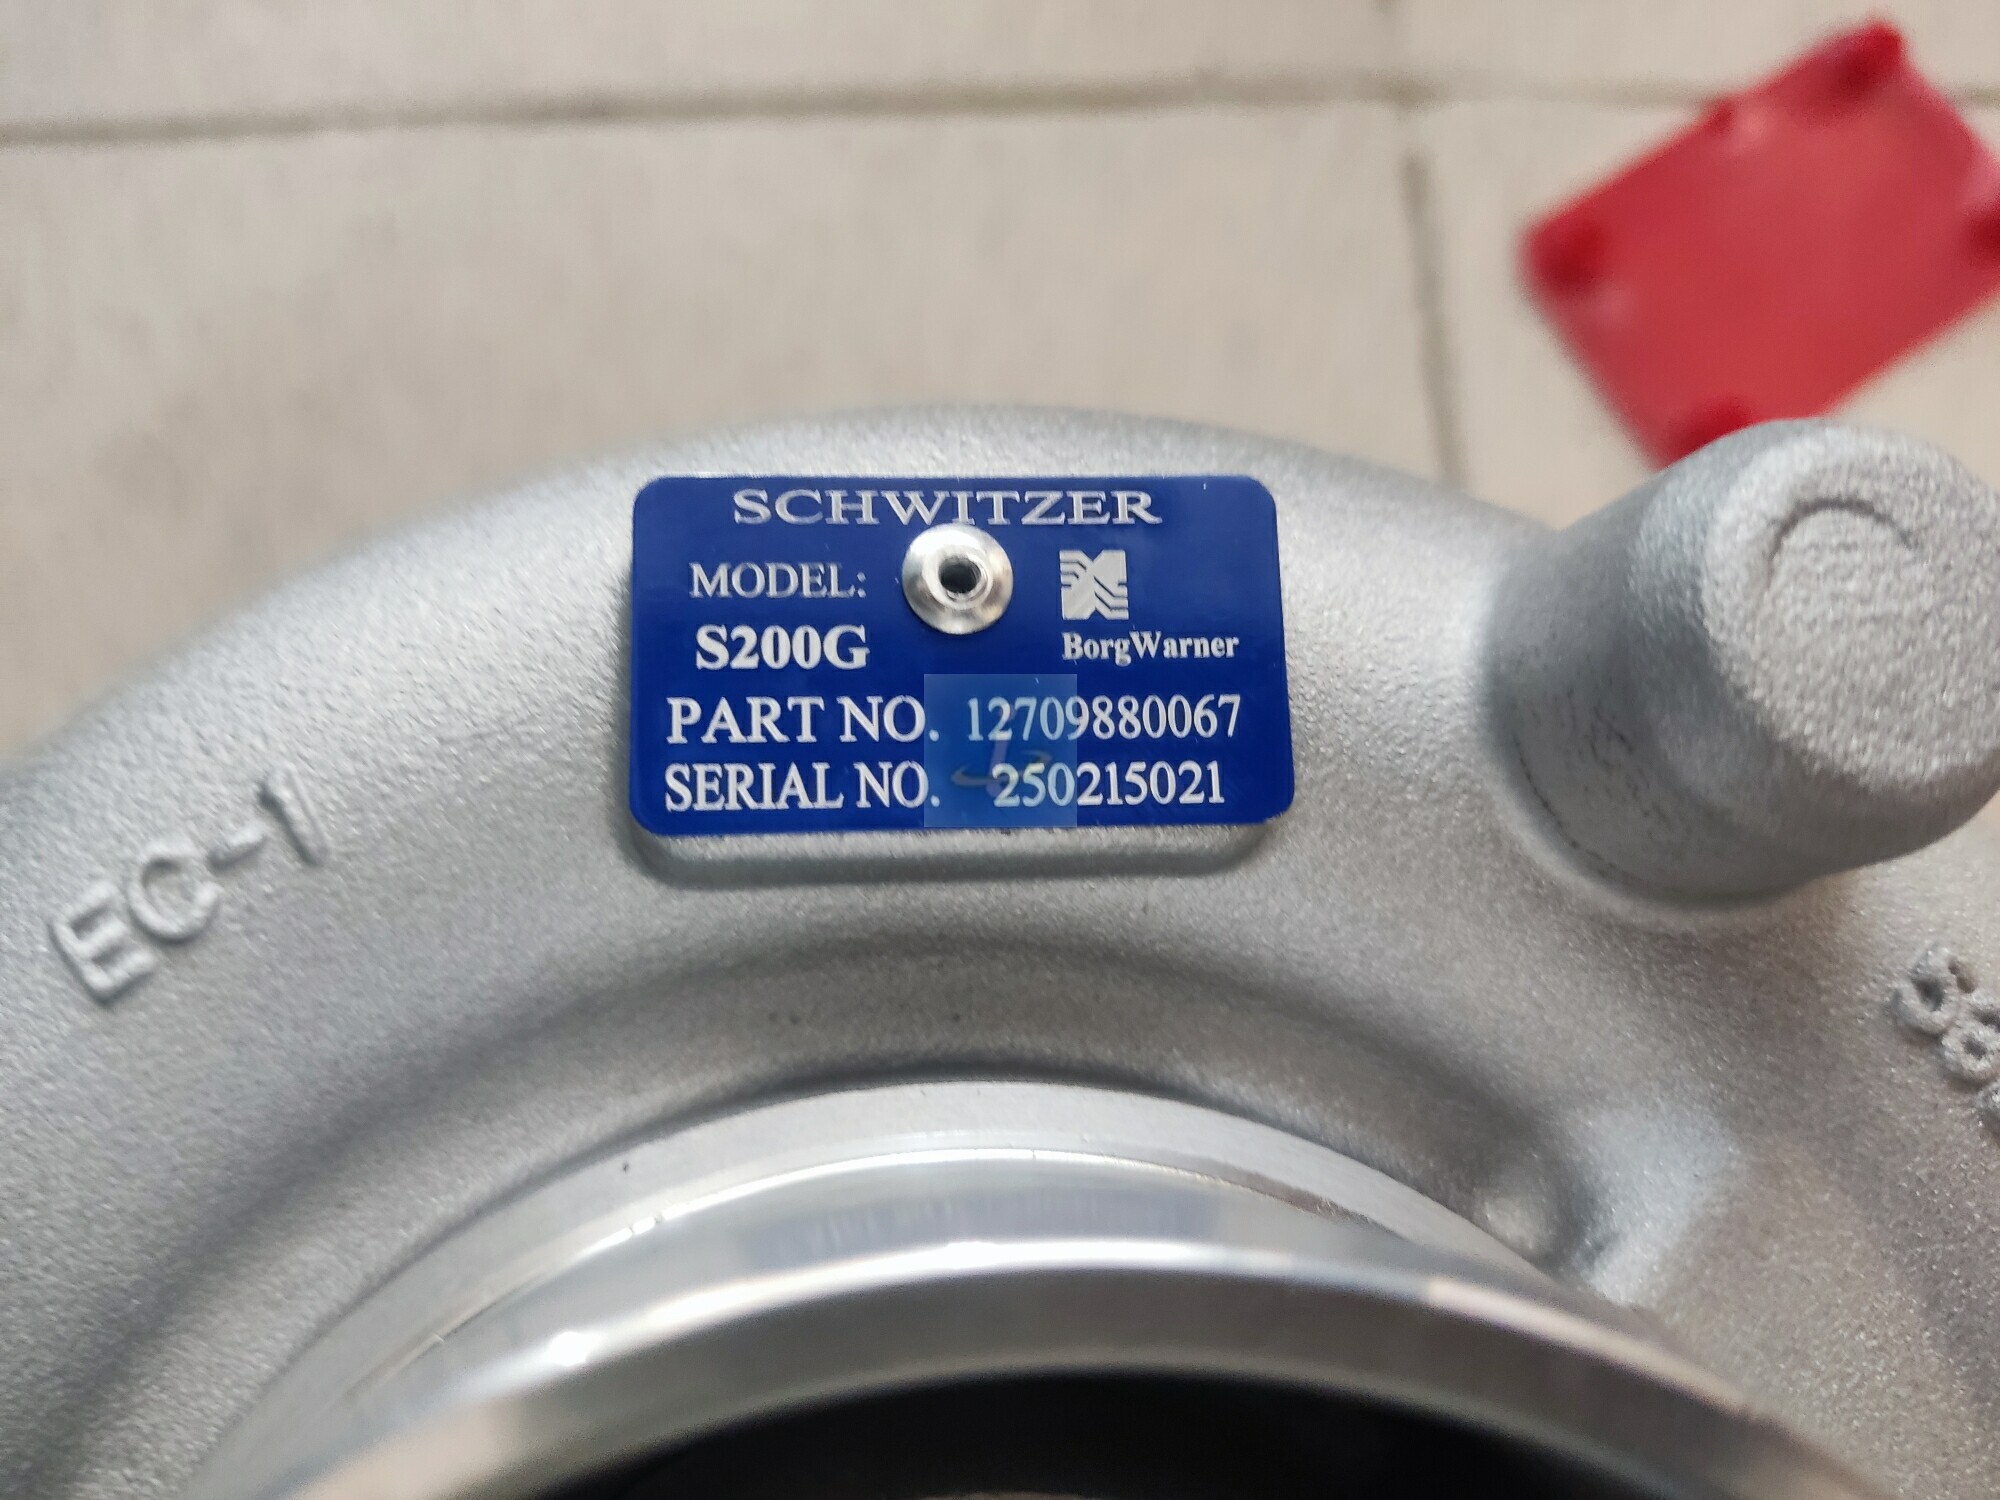 SCHWITZER
MODEL:
S200G
BorgWarner
PART NO. 12709880067
SERIAL NO. 250215021
EC-1